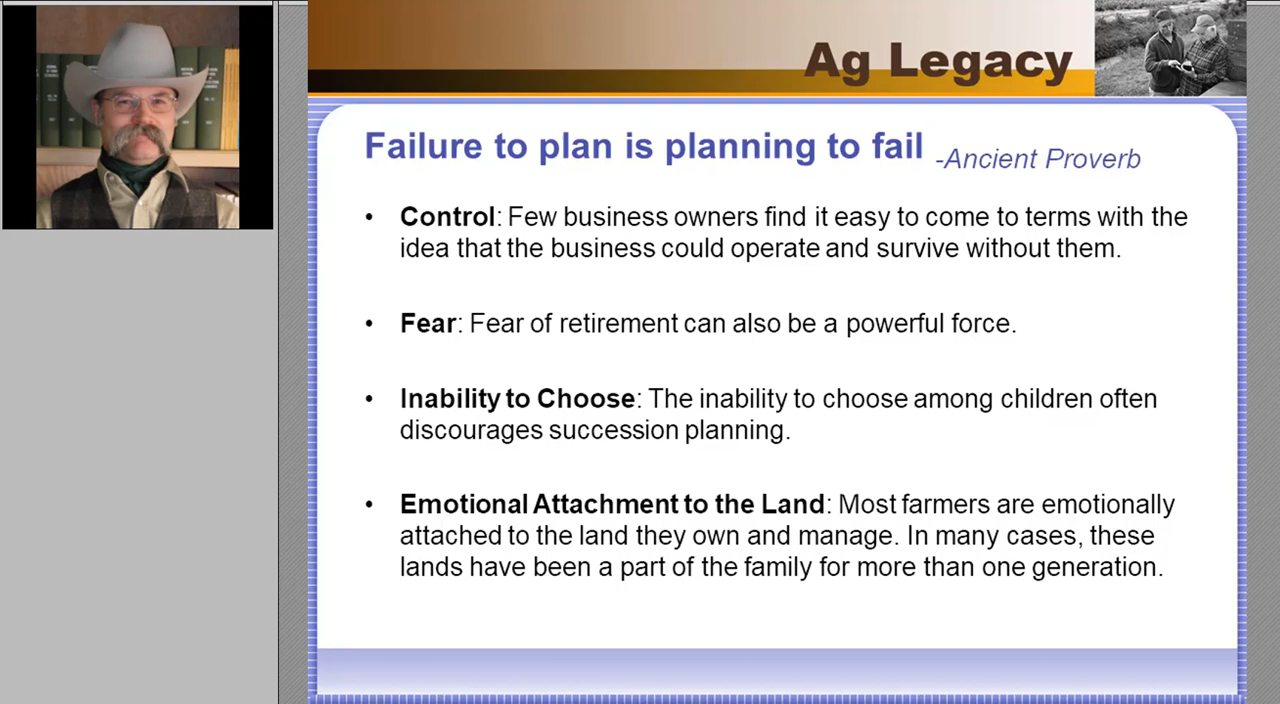 Ag Legacy
Failure to plan is planning to fail -Ancient Proverb
• Control: Few business owners find it easy to come to terms with the
idea that the business could operate and survive without them.
• Fear: Fear of retirement can also be a powerful force.
• Inability to Choose: The inability to choose among children often
discourages succession planning.
• Emotional Attachment to the Land: Most farmers are emotionally
attached to the land they own and manage. In many cases, these
lands have been a part of the family for more than one generation.